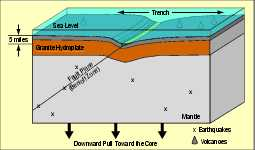 Trench
Sea Level
5 miles
Granite Hydroplate
Fault Plane
(Benioff Zone)
Mantle
x Earthquakes
Volcanoes
Downward Pull Toward the Core